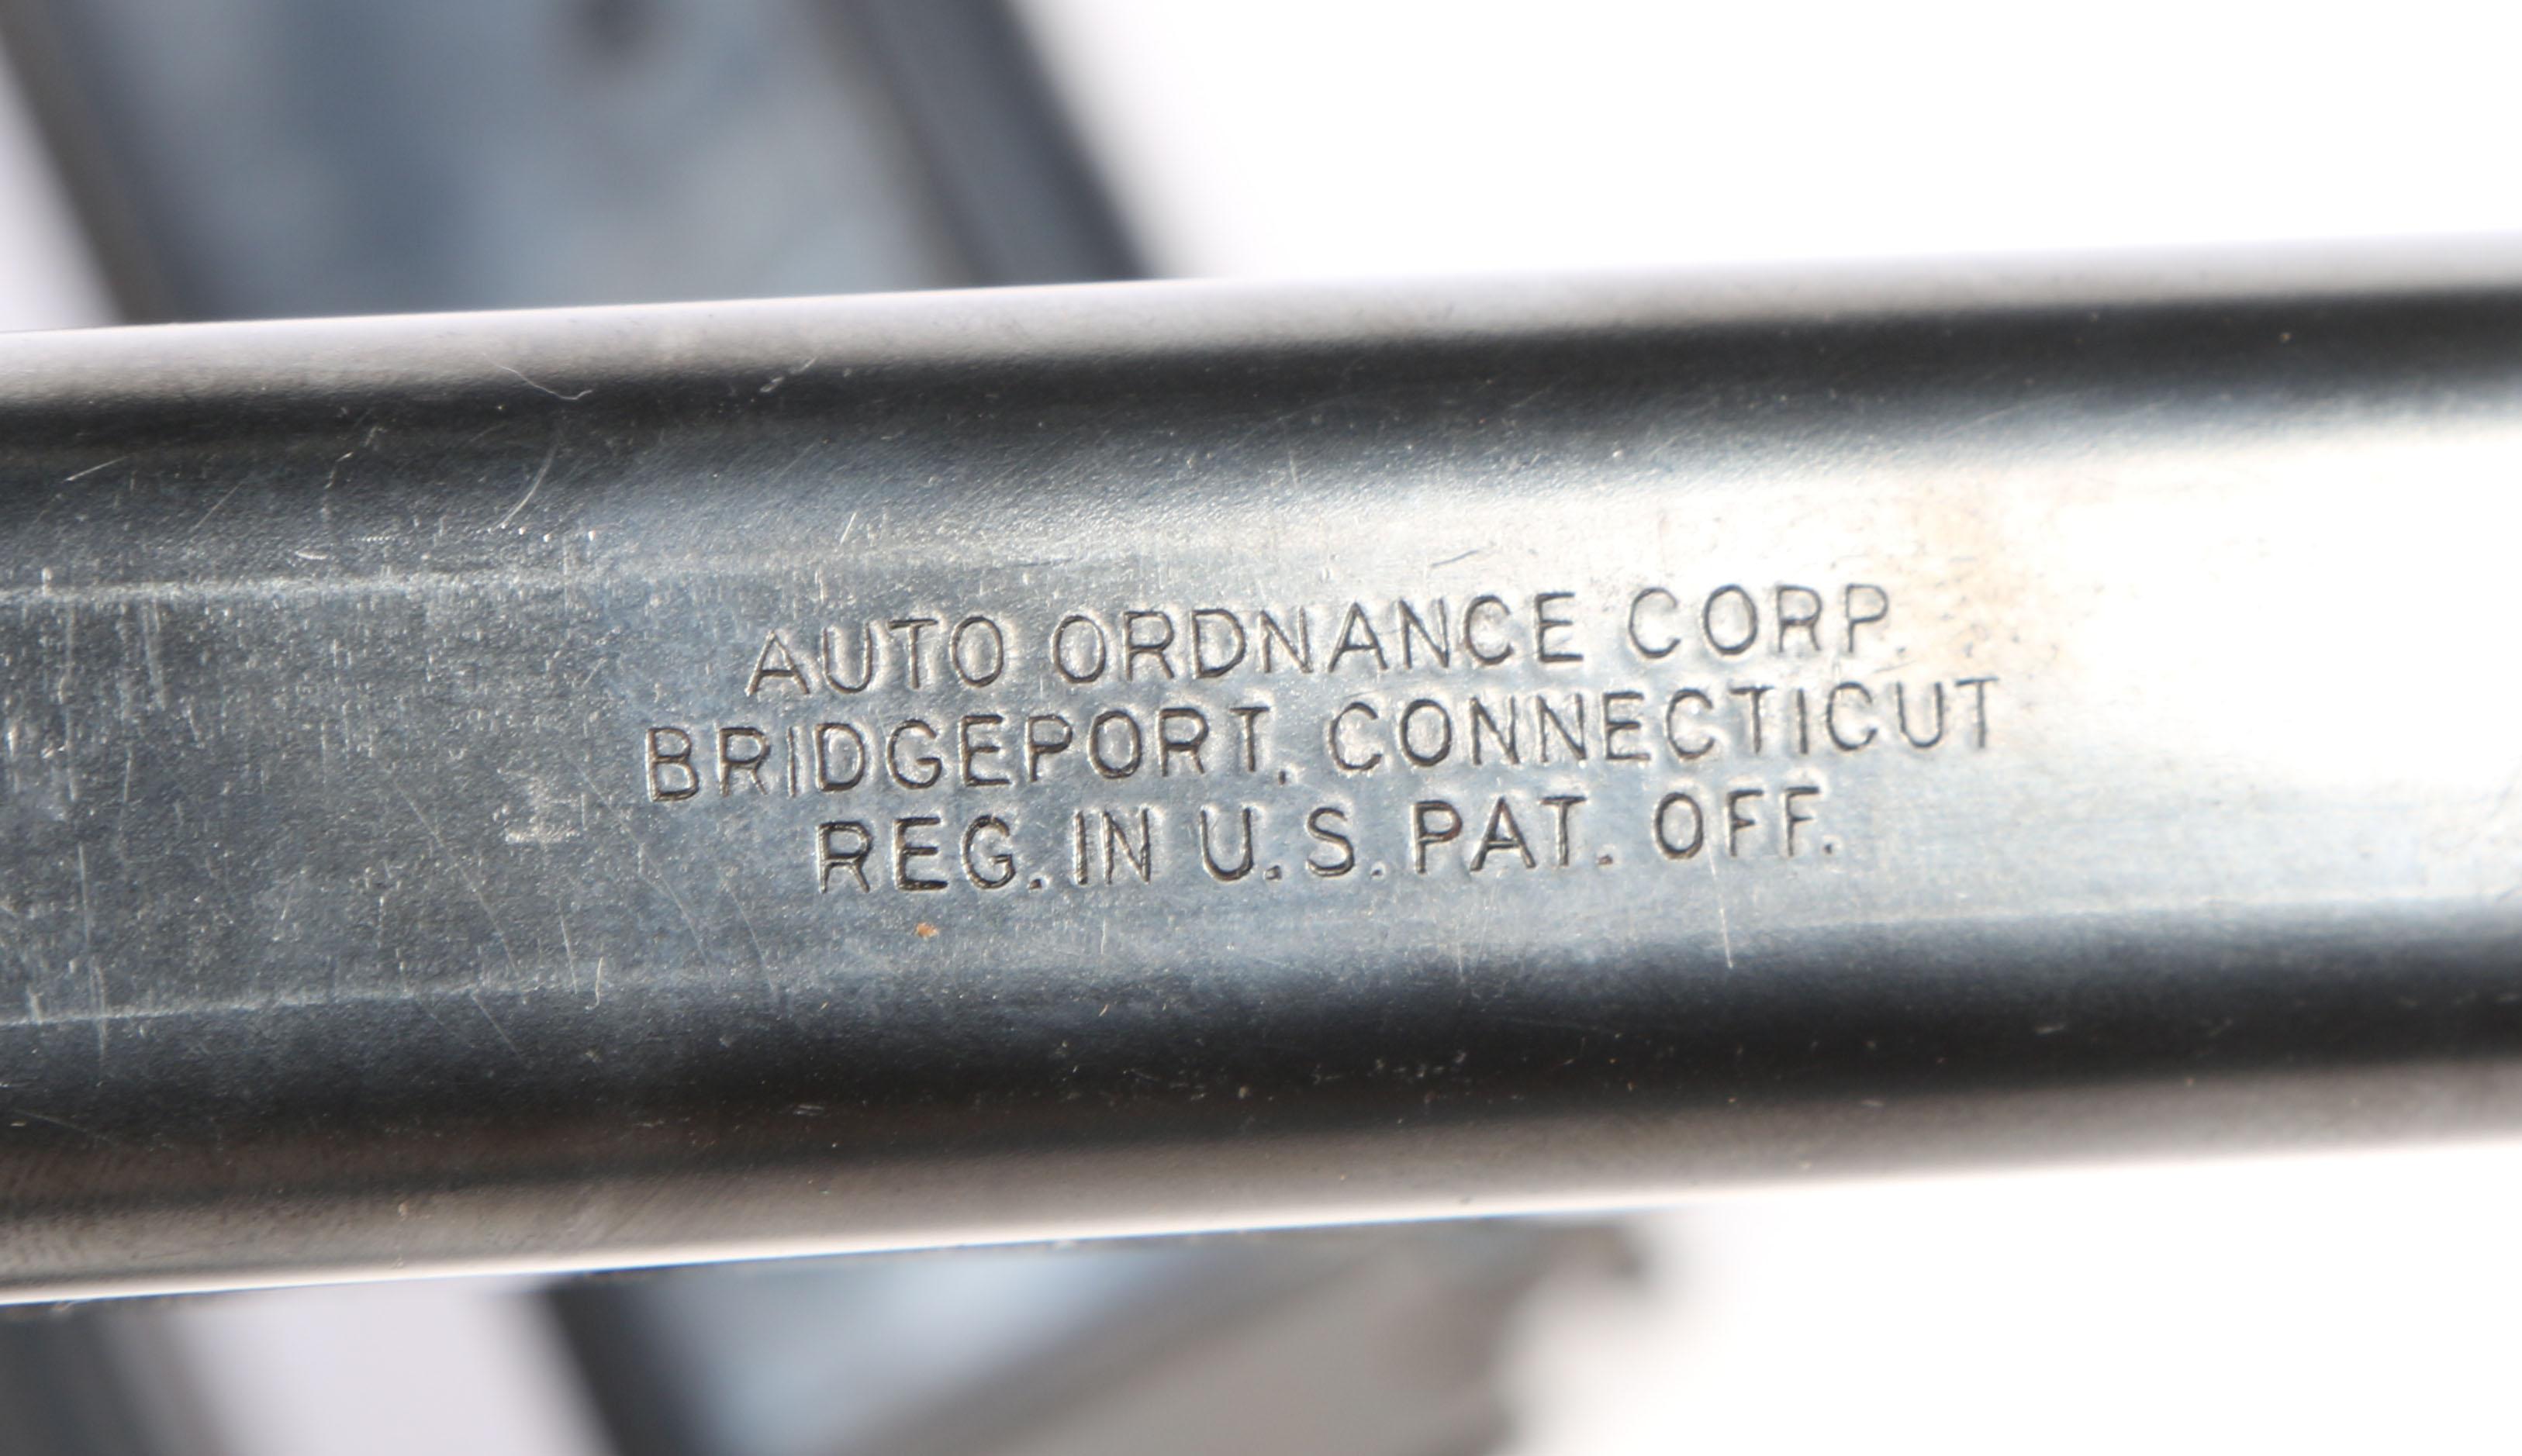 AUTO ORDNANCE CORP.
BRIDGEPORT, CONNECTICUT
REG. IN U.S. PAT. OFF.